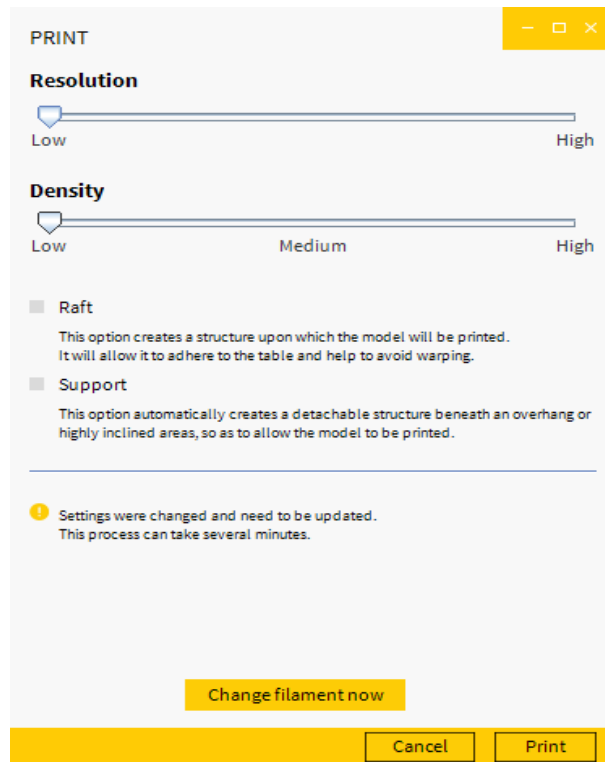 PRINT
Resolution
Low High
Density
Low Medium High
Raft
This option creates a structure upon which the model will be printed.
It will allow it to adhere to the table and help to avoid warping.
Support
This option automatically creates a detachable structure beneath an overhang or
highly inclined areas, so as to allow the model to be printed.
Settings were changed and need to be updated.
This process can take several minutes.
Change filament now
Cancel Print